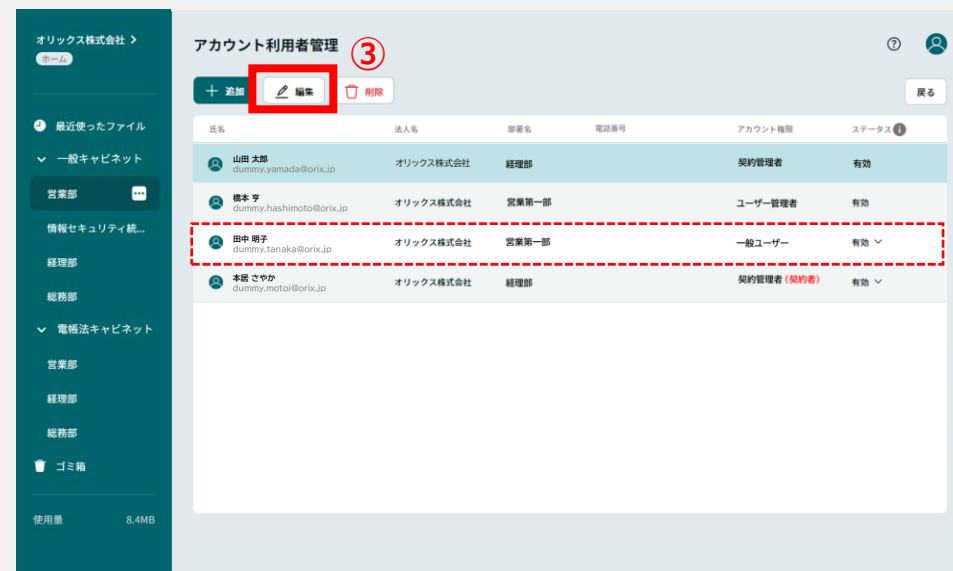 オリックス株式会社 >
ホーム
最近使ったファイル
一般キャビネット
営業部
情報セキュリティ統...
経理部
総務部
電帳法キャビネット
営業部
経理部
総務部
ゴミ箱
使用量 8.4MB
アカウント利用者管理
③
+ 追加 編集 削除
戻る
氏名 法人名 部署名 電話番号 アカウント権限 ステータス
山田 太郎 オリックス株式会社 経理部 契約管理者 有効
dummy.yamada@orix.jp
橋本 亨 オリックス株式会社 営業第一部 ユーザー管理者 有効
dummy.hashimoto@orix.jp
田中 明子 オリックス株式会社 営業第一部 一般ユーザー 有効
dummy.tanaka@orix.jp
本居 さやか オリックス株式会社 経理部 契約管理者(契約者) 有効
dummy.motoi@orix.jp